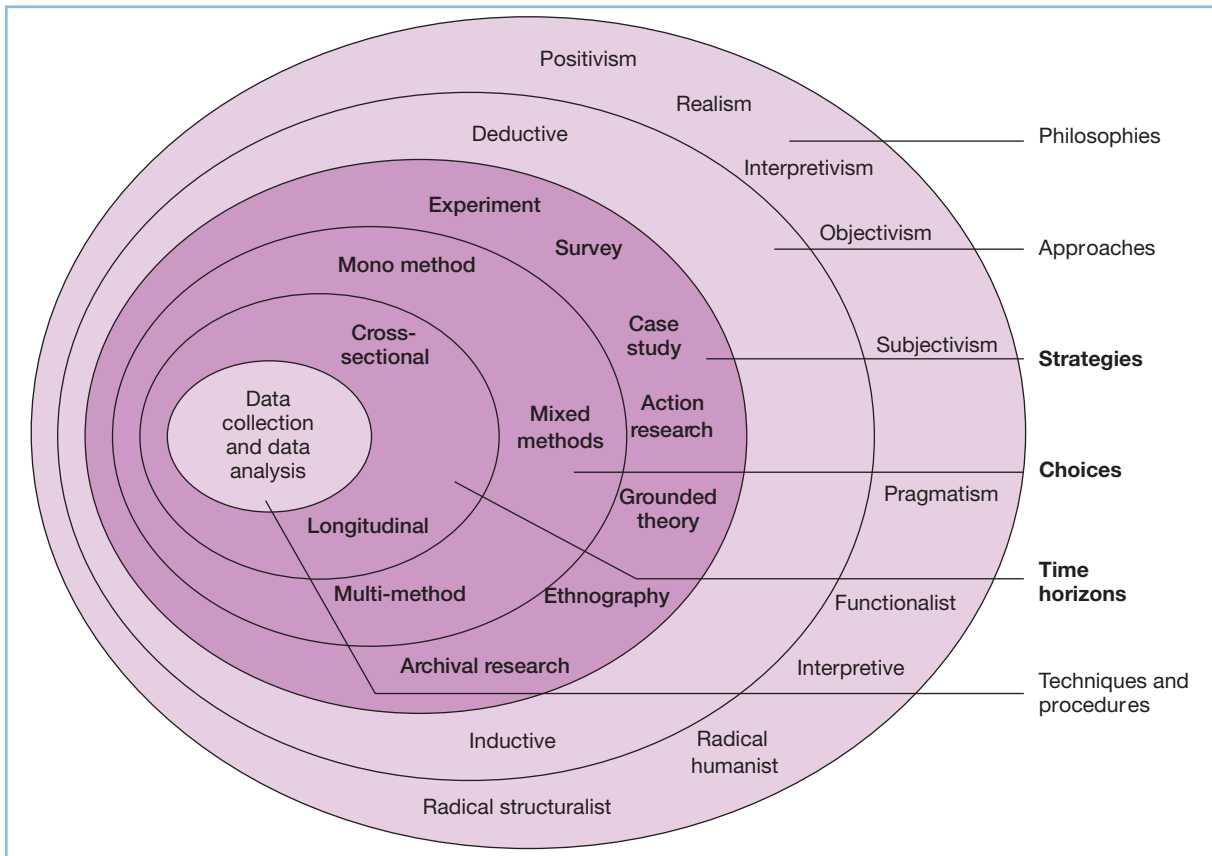 Positivism
Realism
Philosophies
Deductive
Interpretivism
Experiment
Objectivism
Survey
Approaches
Mono method
Case
study
Cross-
sectional
Subjectivism
Strategies
Data
collection
and data
analysis
Mixed
methods
Action
research
Choices
Pragmatism
Grounded
theory
Longitudinal
Time
horizons
Multi-method
Ethnography
Functionalist
Archival research
Interpretive
Techniques and
procedures
Inductive
Radical
humanist
Radical structuralist